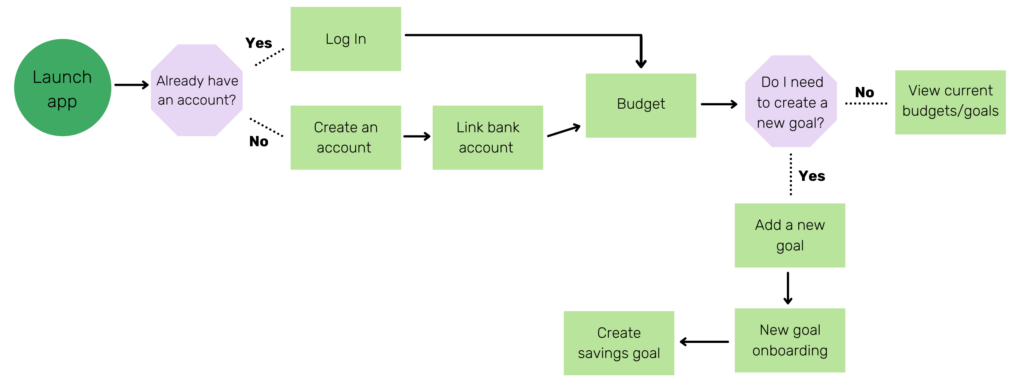 Launch
app
Already have
an account?
Yes
Log In
No
Create an
account
Link bank
account
Budget
Do I need
to create a
new goal?
No
View current
budgets/goals
Yes
Add a new
goal
New goal
onboarding
Create
savings goal